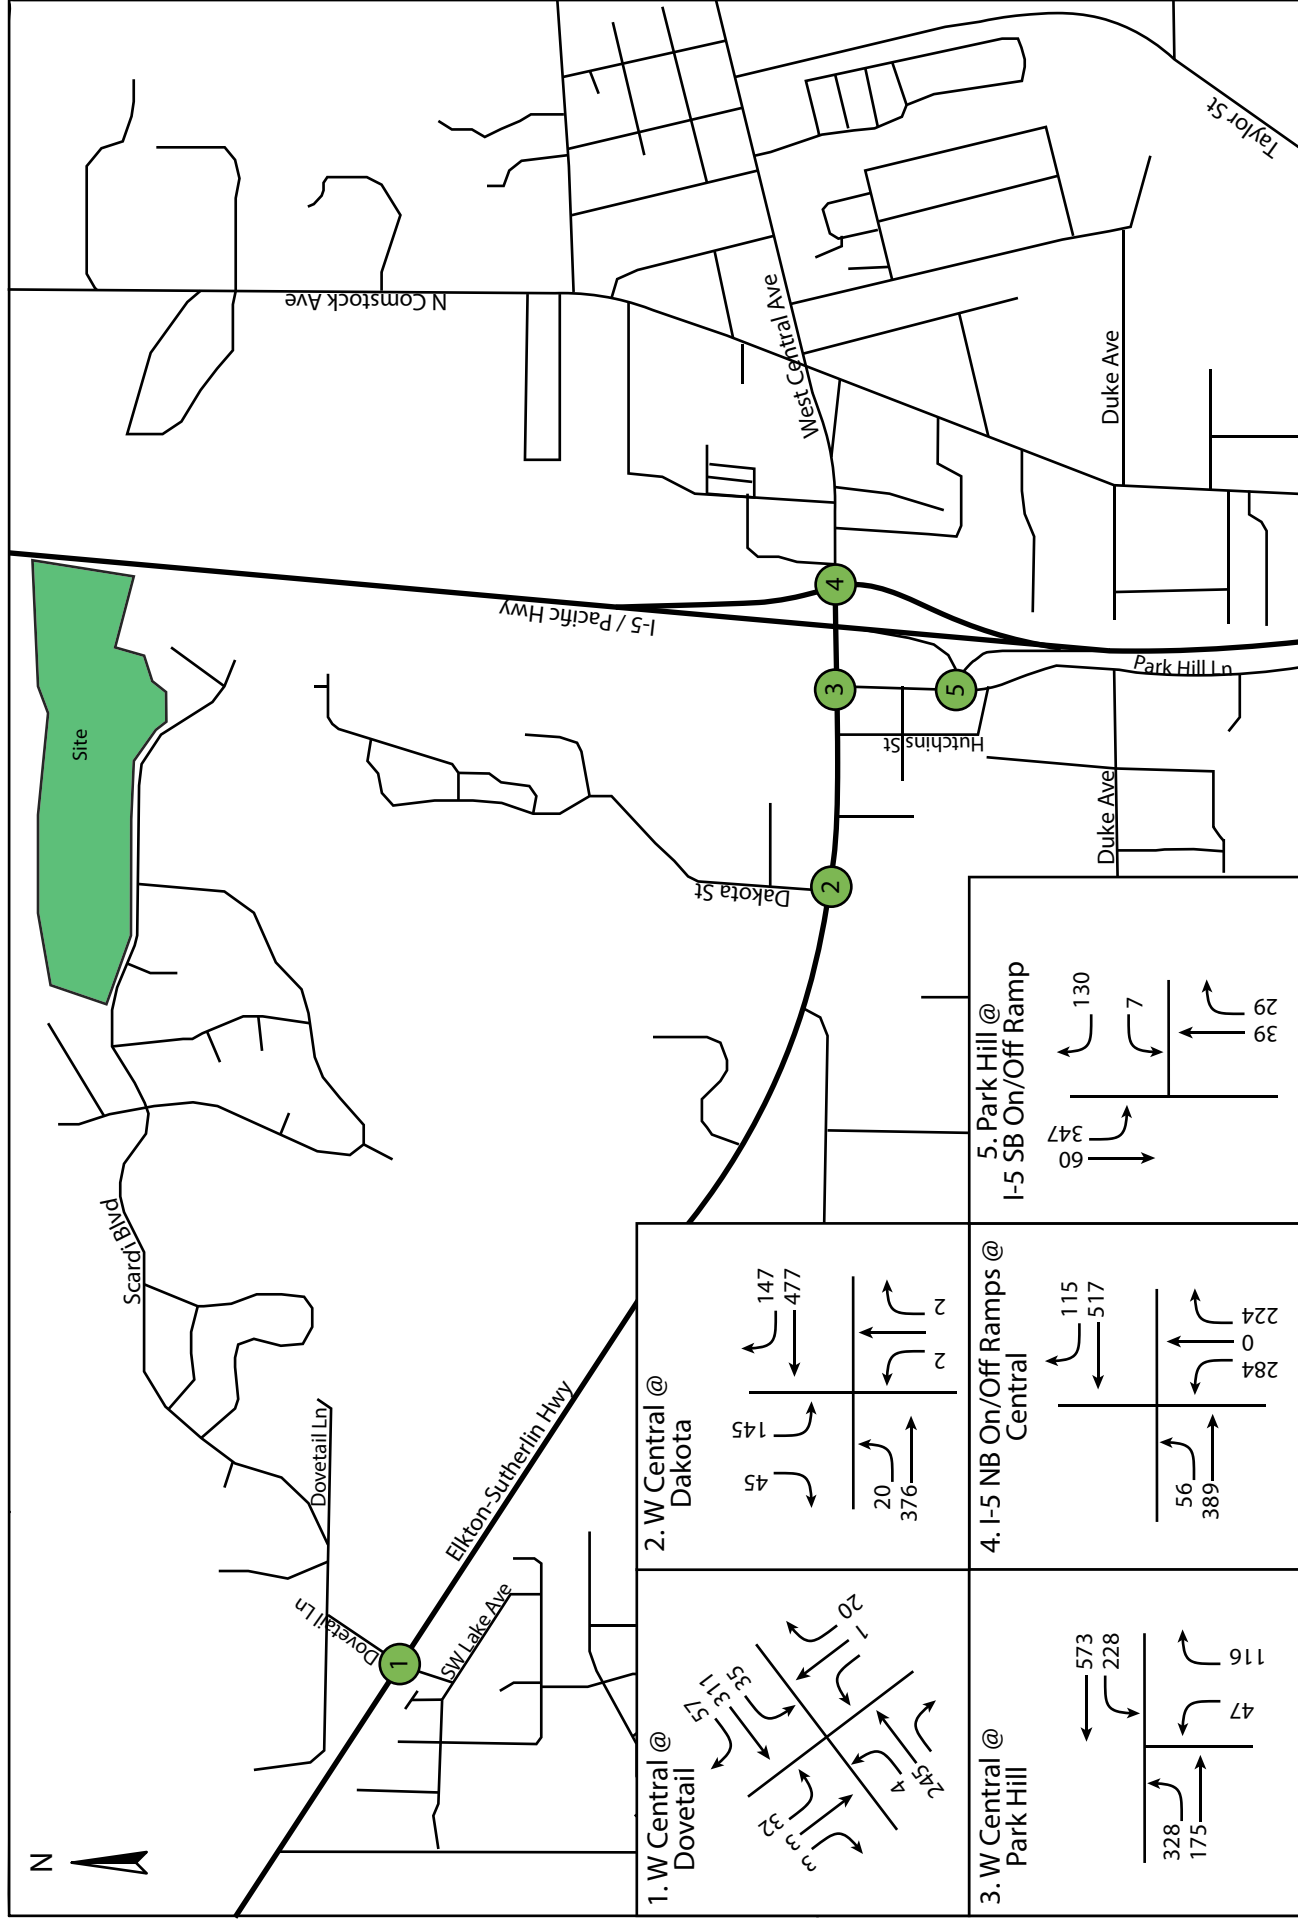 N
Site
Scardi Blvd
Dovetail Ln
Dovetail Ln
Elkton-Sutherlin Hwy
SW Lake Ave
I-5 / Pacific Hwy
N Comstock Ave
West Central Ave
Dakota St
Hutchins St
Park Hill Ln
Duke Ave
Duke Ave
Taylor St
1
2
3
4
5
1. W Central @
Dovetail
57
311
35
32
3
3
20
1
4
245
2. W Central @
Dakota
45
145
147
477
20
376
2
2
3. W Central @
Park Hill
573
228
328
175
47
116
4. I-5 NB On/Off Ramps @
Central
115
517
56
389
284
0
224
5. Park Hill @
I-5 SB On/Off Ramp
60
347
130
7
39
29